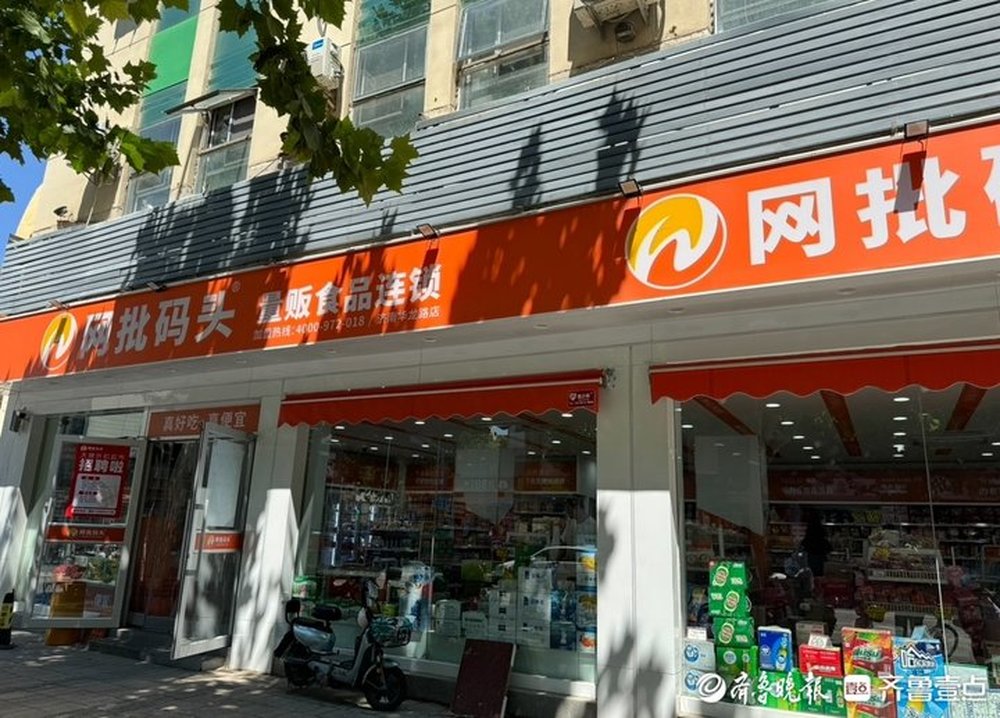 网批码头®
量贩食品连锁
加盟热线:4000-972-018 / 济南华龙路店
网批码
真好吃·真便宜
招聘啦
齐鲁晚报
齐鲁壹点